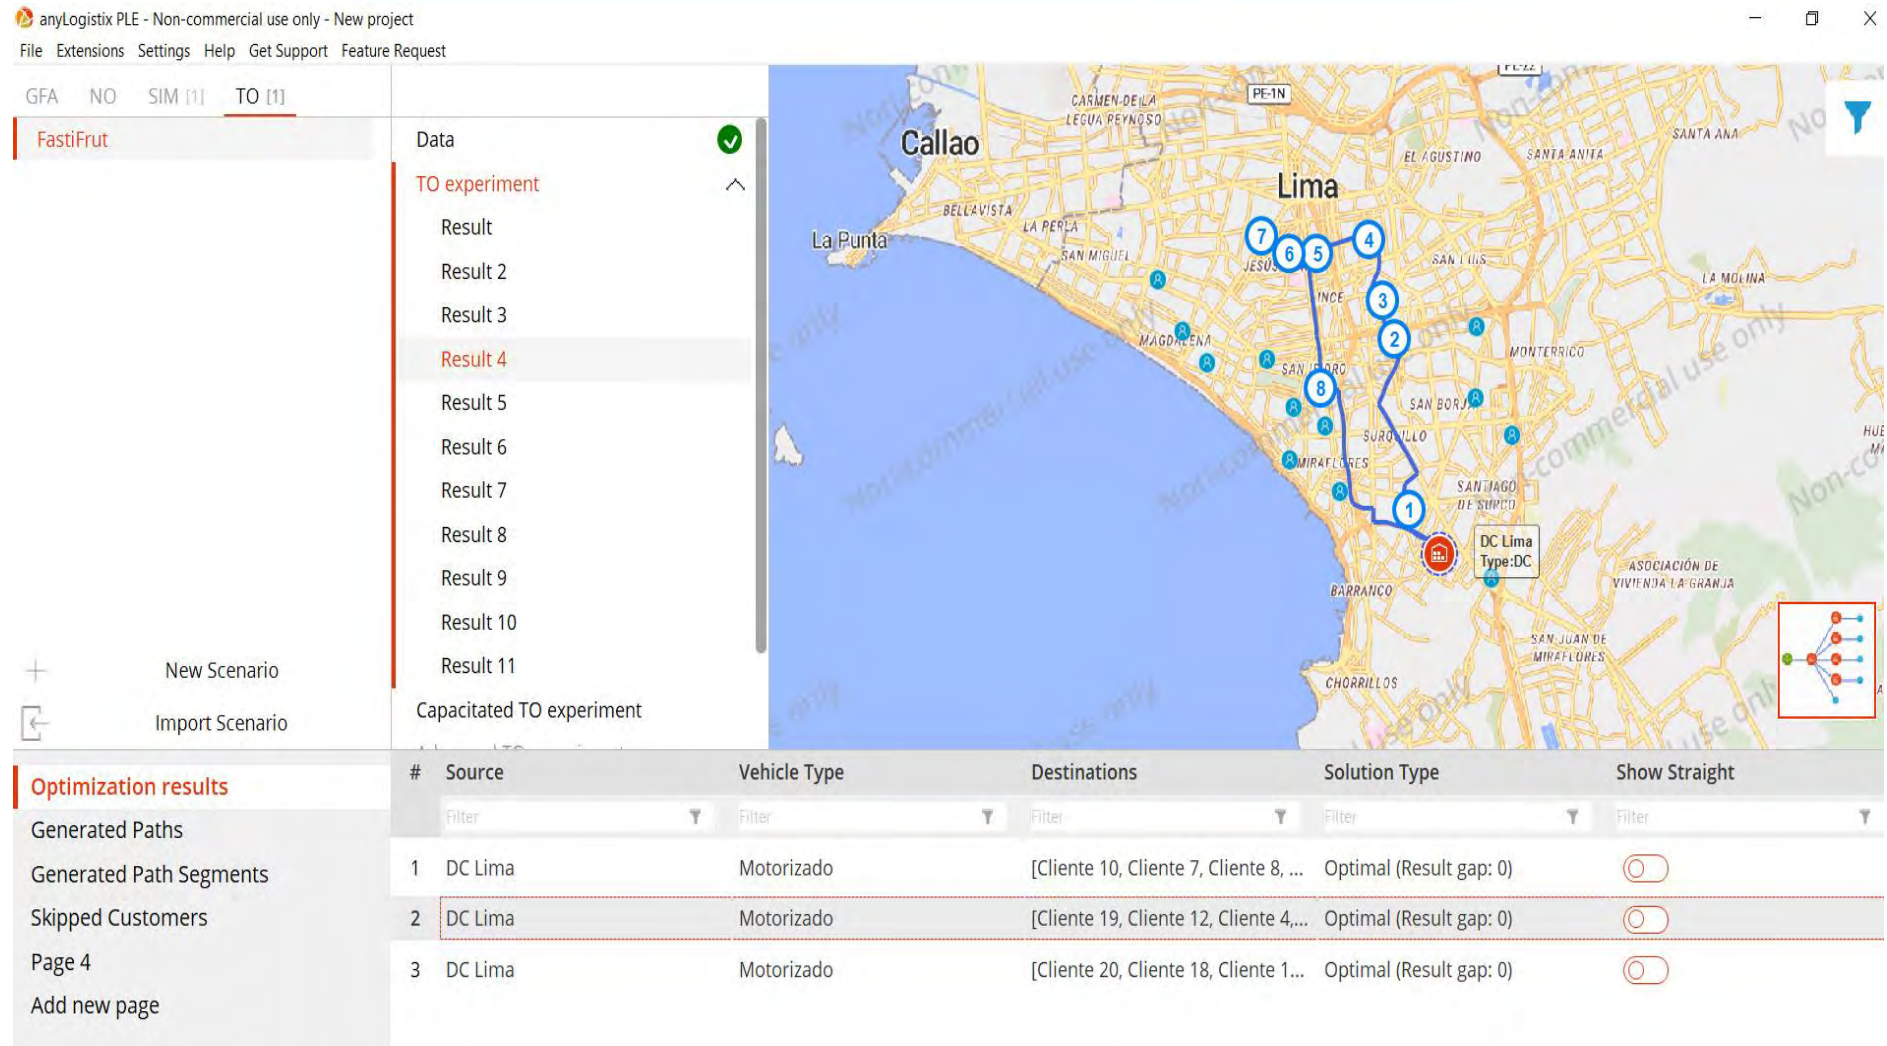 anyLogistix PLE - Non-commercial use only - New project
File Extensions Settings Help Get Support Feature Request
GFA NO SIM [1] TO [1]
FastiFrut
Data
TO experiment
Result
Result 2
Result 3
Result 4
Result 5
Result 6
Result 7
Result 8
Result 9
Result 10
Result 11
Capacitated TO experiment
New Scenario
Import Scenario
PE-22
PE-1N
CARMEN-DE-LA
LEGUA REYNOSO
Callao
SANTA ANA
EL AGUSTINO
SANTA ANITA
Lima
BELLAVISTA
LA PERLA
La Punta
SAN MIGUEL
7
6
5
4
SAN LUIS
LA MOLINA
3
2
MAGDALENA
MONTERRICO
8
SAN BORJA
SURQUILLO
MIRAFLORES
SANTIAGO
DE SURCO
1
DC Lima
Type:DC
BARRANCO
ASOCIACIÓN DE
VIVIENDA LA GRANJA
SAN JUAN DE
MIRAFLORES
CHORRILLOS
Non-commercial use only
Optimization results
Generated Paths
Generated Path Segments
Skipped Customers
Page 4
Add new page
# Source Vehicle Type Destinations Solution Type Show Straight
Filter Filter Filter Filter Filter
1 DC Lima Motorizado [Cliente 10, Cliente 7, Cliente 8, ... Optimal (Result gap: 0)
2 DC Lima Motorizado [Cliente 19, Cliente 12, Cliente 4,... Optimal (Result gap: 0)
3 DC Lima Motorizado [Cliente 20, Cliente 18, Cliente 1... Optimal (Result gap: 0)